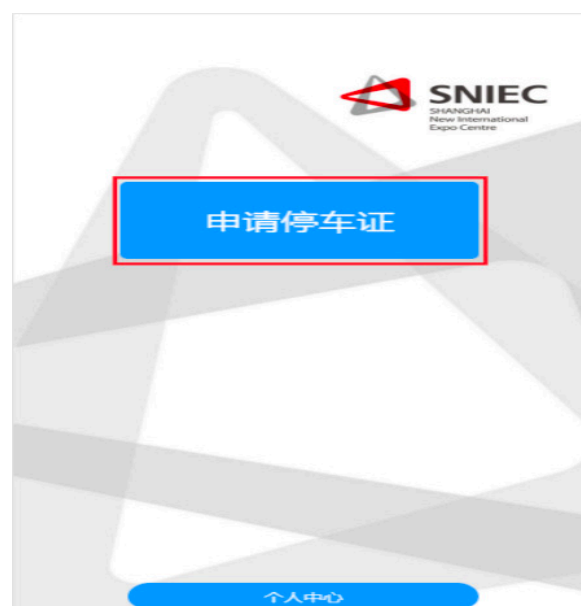 SNIEC
SHANGHAI
New International
Expo Centre
申请停车证
个人中心